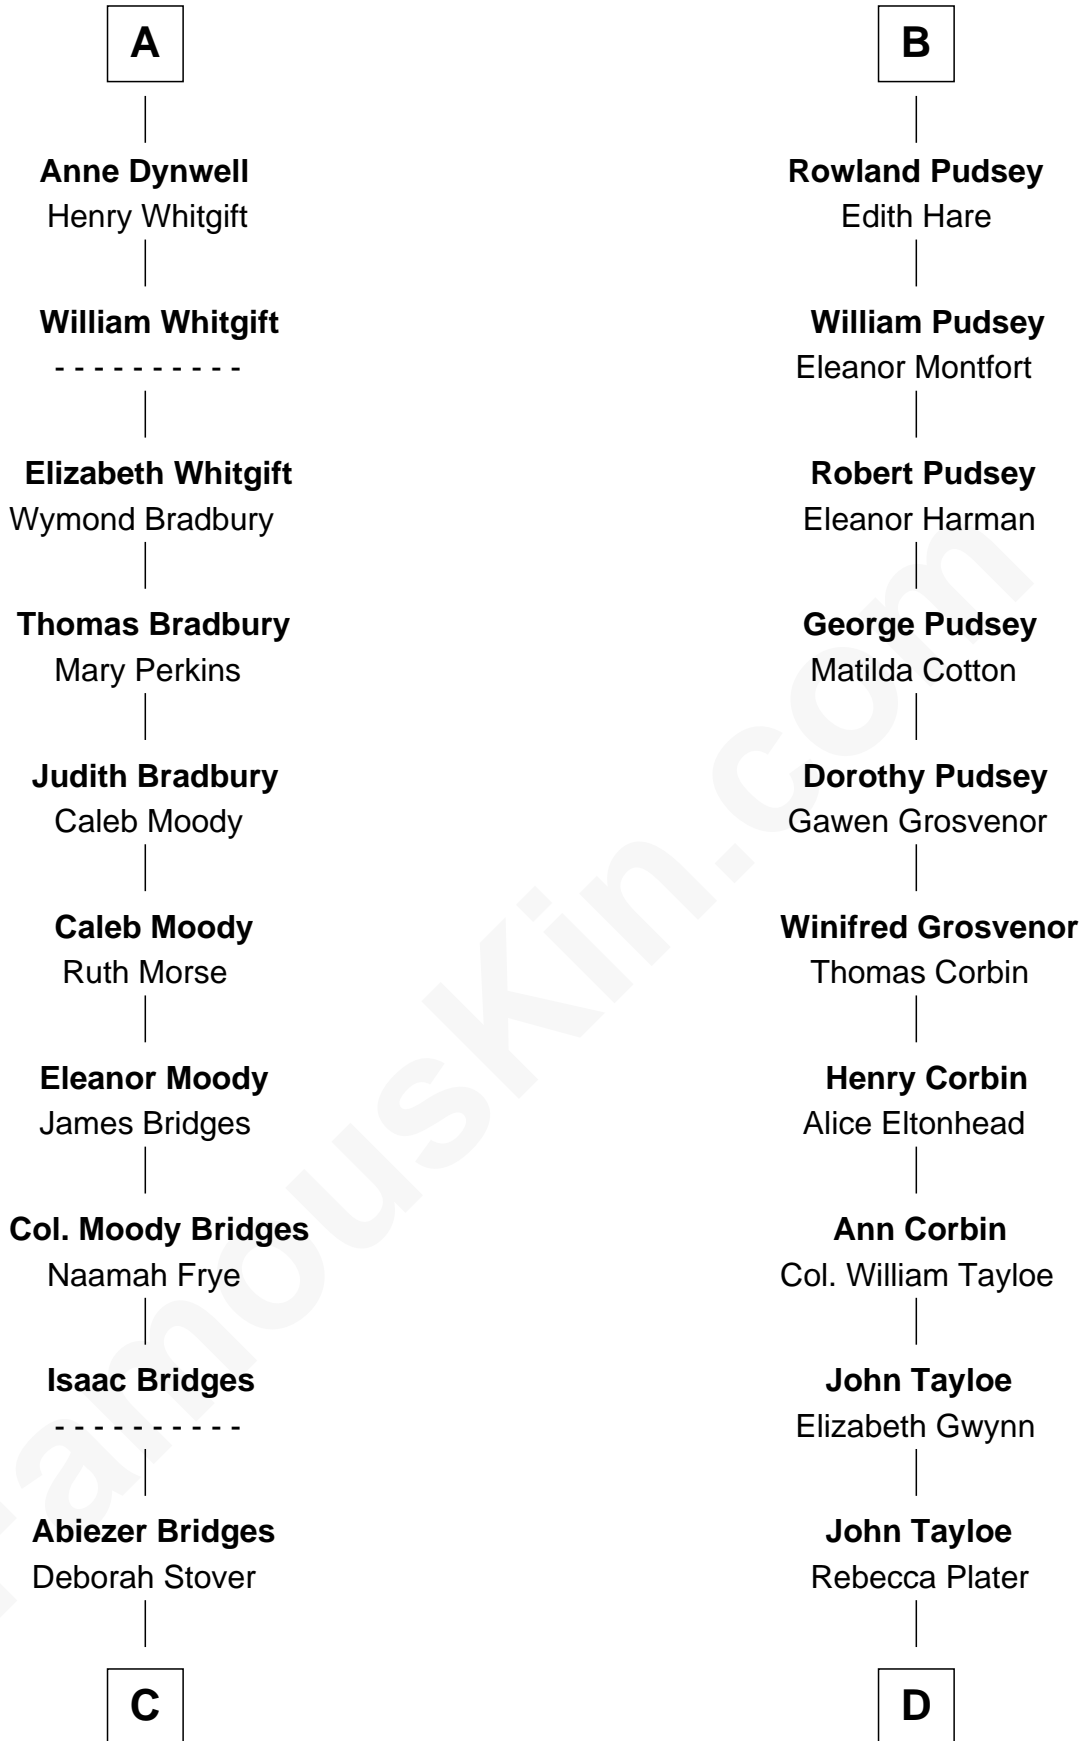 A
Anne Dynwell
Henry Whitgift
William Whitgift
- - - - - - - - - -
Elizabeth Whitgift
Wymond Bradbury
Thomas Bradbury
Mary Perkins
Judith Bradbury
Caleb Moody
Caleb Moody
Ruth Morse
Eleanor Moody
James Bridges
Col. Moody Bridges
Naamah Frye
Isaac Bridges
- - - - - - - - - -
Abiezer Bridges
Deborah Stover
C
B
Rowland Pudsey
Edith Hare
William Pudsey
Eleanor Montfort
Robert Pudsey
Eleanor Harman
George Pudsey
Matilda Cotton
Dorothy Pudsey
Gawen Grosvenor
Winifred Grosvenor
Thomas Corbin
Henry Corbin
Alice Eltonhead
Ann Corbin
Col. William Tayloe
John Tayloe
Elizabeth Gwynn
John Tayloe
Rebecca Plater
D
FamousKin.com